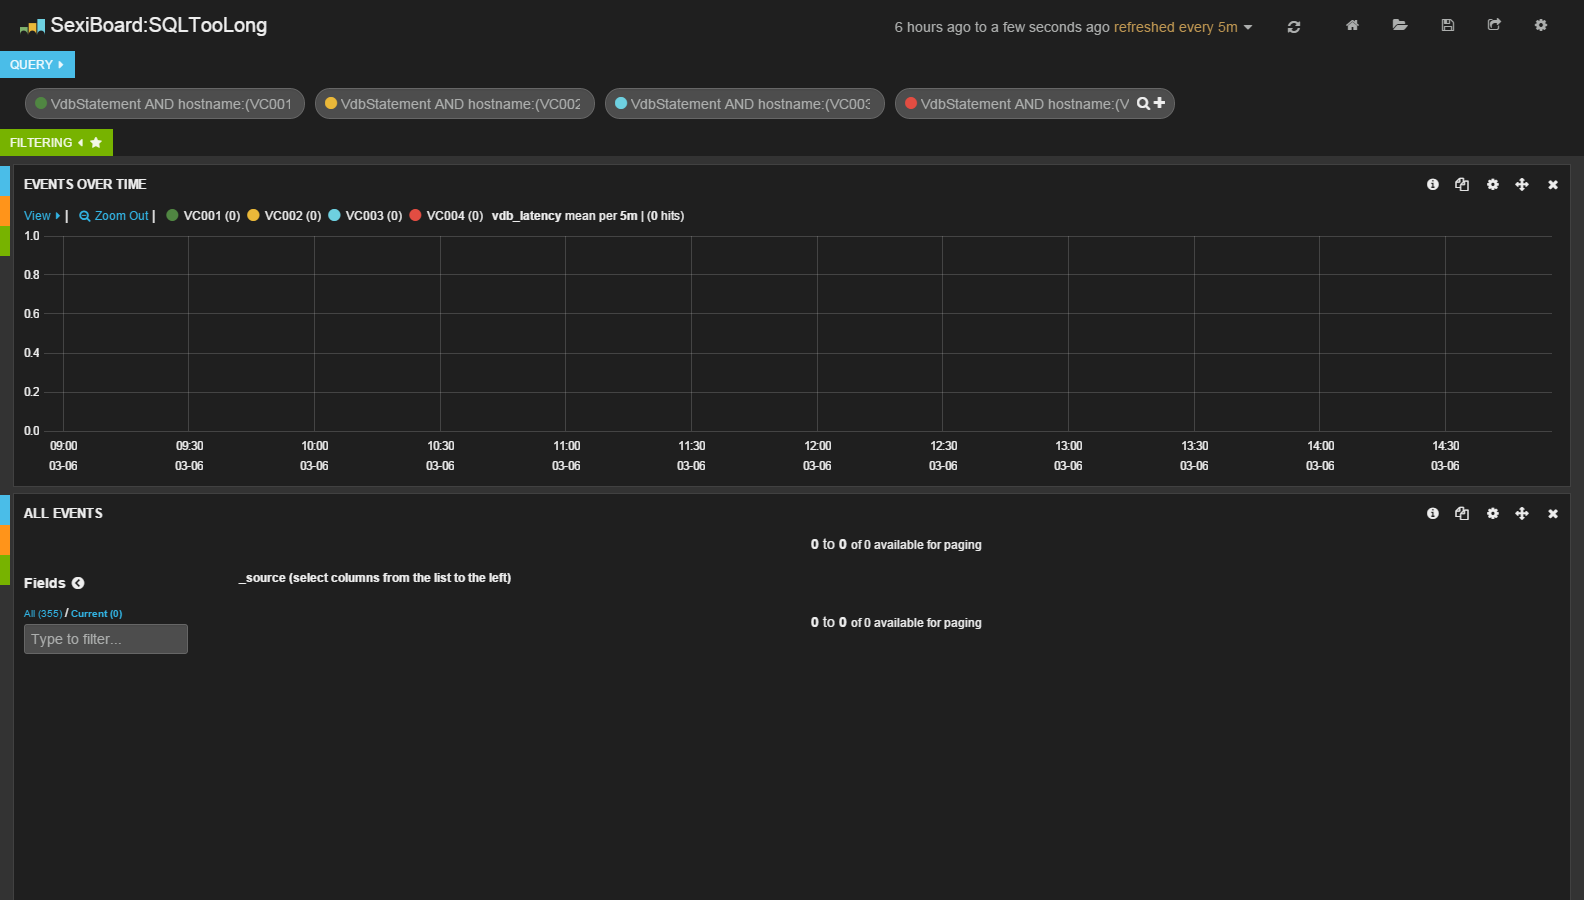 SexiBoard:SQLTooLong
6 hours ago to a few seconds ago refreshed every 5m
QUERY
VdbStatement AND hostname:(VC001
VdbStatement AND hostname:(VC002
VdbStatement AND hostname:(VC003
VdbStatement AND hostname:(V
FILTERING
EVENTS OVER TIME
View | Zoom Out | VC001 (0) VC002 (0) VC003 (0) VC004 (0) vdb_latency mean per 5m | (0 hits)
1.0
0.8
0.6
0.4
0.2
0.0
09:00 09:30 10:00 10:30 11:00 11:30 12:00 12:30 13:00 13:30 14:00 14:30
03-06 03-06 03-06 03-06 03-06 03-06 03-06 03-06 03-06 03-06 03-06 03-06
ALL EVENTS
0 to 0 of 0 available for paging
Fields
_source (select columns from the list to the left)
All (355) / Current (0)
Type to filter...
0 to 0 of 0 available for paging